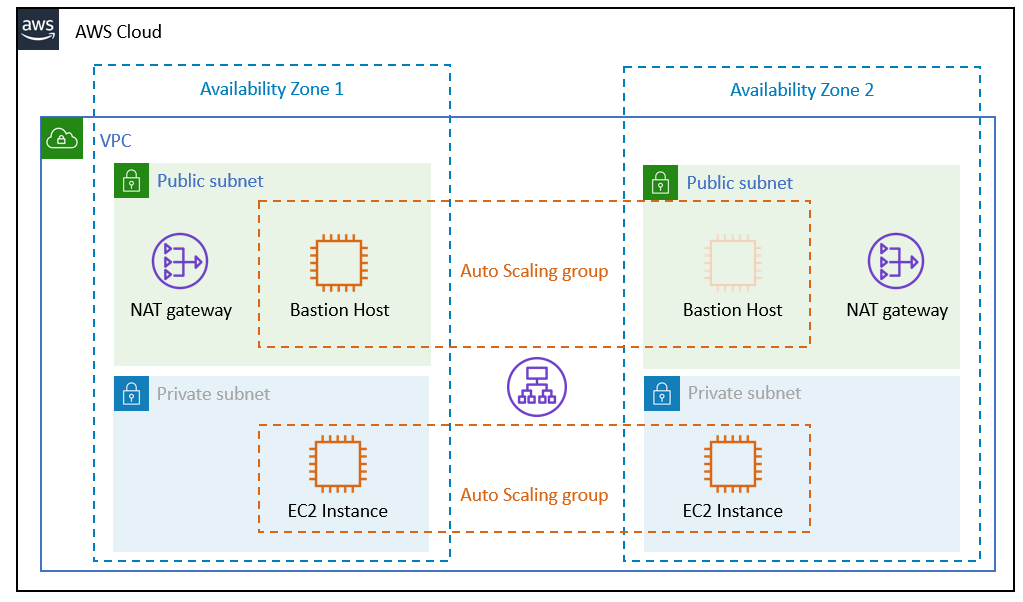 aws
AWS Cloud
Availability Zone 1
Availability Zone 2
VPC
Public subnet
Public subnet
Auto Scaling group
NAT gateway
Bastion Host
Bastion Host
NAT gateway
Private subnet
Private subnet
Auto Scaling group
EC2 Instance
EC2 Instance